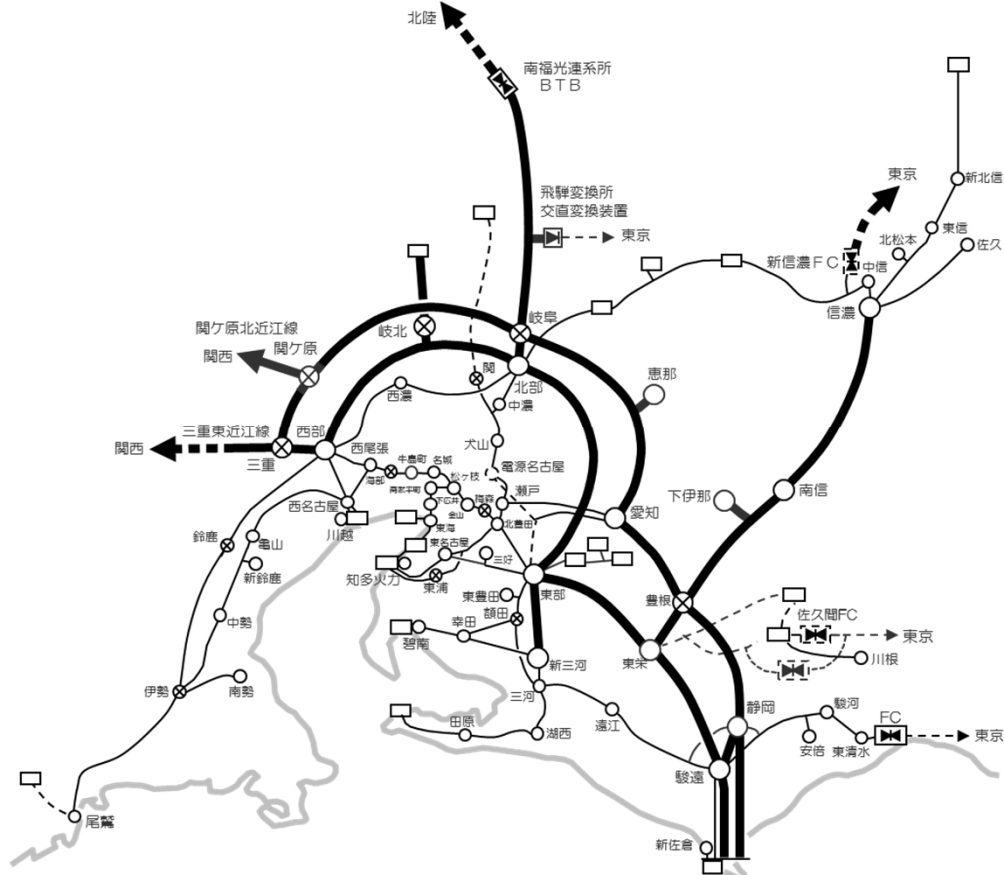 北陸
南福光連系所
BTB
飛騨変換所
交直変換装置
東京
東京
新北信
東信
北松本
佐久
新信濃FC
中信
信濃
関ケ原北近江線
関ケ原
関西
岐北
岐阜
関
北部
西濃
中濃
恵那
三重東近江線
西部
関西
三重
犬山
西尾張
牛島町
名城
海部
松ヶ枝
電源名古屋
瀬戸
下広井
金山
梅森
北豊田
愛知
下伊那
南信
西名古屋
川越
東海
鈴鹿
亀山
新鈴鹿
東名古屋
三好
知多火力
東浦
東部
東豊田
額田
豊根
佐久間FC
東京
中勢
碧南
幸田
新三河
東栄
川根
伊勢
南勢
三河
静岡
駿河
FC
東京
田原
湖西
遠江
安倍
東清水
駿遠
尾鷲
新佐倉